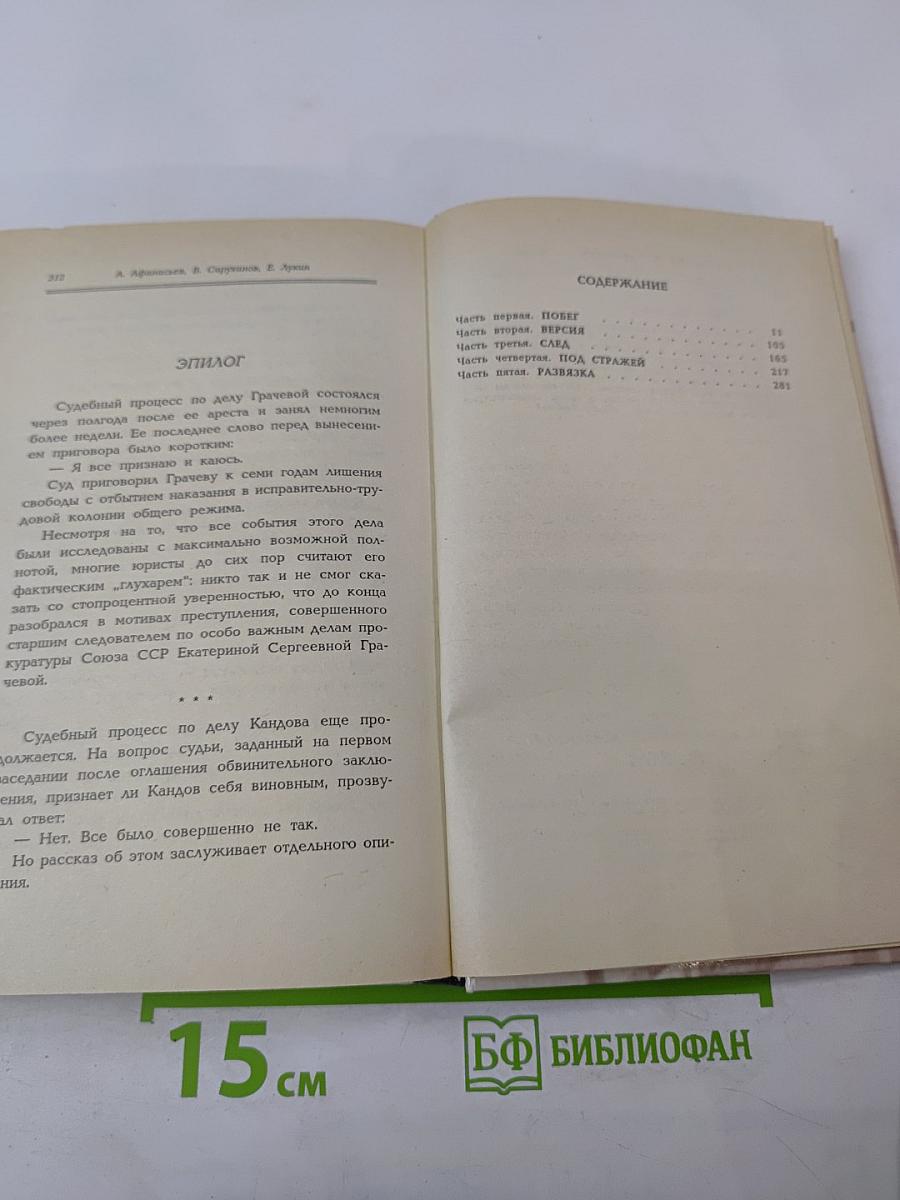 312 А. Афанасьев, В. Саруханов, Е. Лукин
ЭПИЛОГ
Судебный процесс по делу Грачевой состоялся
через полгода после ее ареста и занял немногим
более недели. Ее последнее слово перед вынесени-
ем приговора было коротким:
— Я все признаю и каюсь.
Суд приговорил Грачеву к семи годам лишения
свободы с отбытием наказания в исправительно-тру-
довой колонии общего режима.
Несмотря на то, что все события этого дела
были исследованы с максимально возможной пол-
нотой, многие юристы до сих пор считают его
фактическим „глухарем“: никто так и не смог ска-
зать со стопроцентной уверенностью, что до конца
разобрался в мотивах преступления, совершенного
старшим следователем по особо важным делам про-
куратуры Союза ССР Екатериной Сергеевной Гра-
чевой.
* * *
Судебный процесс по делу Кандова еще про-
должается. На вопрос судьи, заданный на первом
заседании после оглашения обвинительного заклю-
ения, признает ли Кандов себя виновным, прозву-
ал ответ:
— Нет. Все было совершенно не так.
Но рассказ об этом заслуживает отдельного опи-
ния.
СОДЕРЖАНИЕ
Часть первая. ПОБЕГ . . . . . . . . . . . . 11
Часть вторая. ВЕРСИЯ . . . . . . . . . . . . 105
Часть третья. СЛЕД . . . . . . . . . . . . . 165
Часть четвертая. ПОД СТРАЖЕЙ . . . . . . . . 217
Часть пятая. РАЗВЯЗКА . . . . . . . . . . . . 281
15 см
БФ БИБЛИОФАН